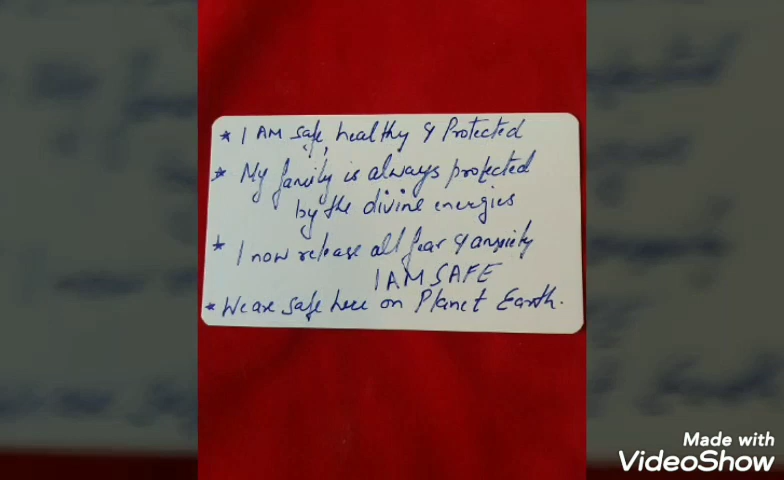 * I AM safe, healthy & Protected
* My family is always protected
by the divine energies
* I now release all fear & anxiety
I AM SAFE
* We are safe here on Planet Earth.
Made with
VideoShow